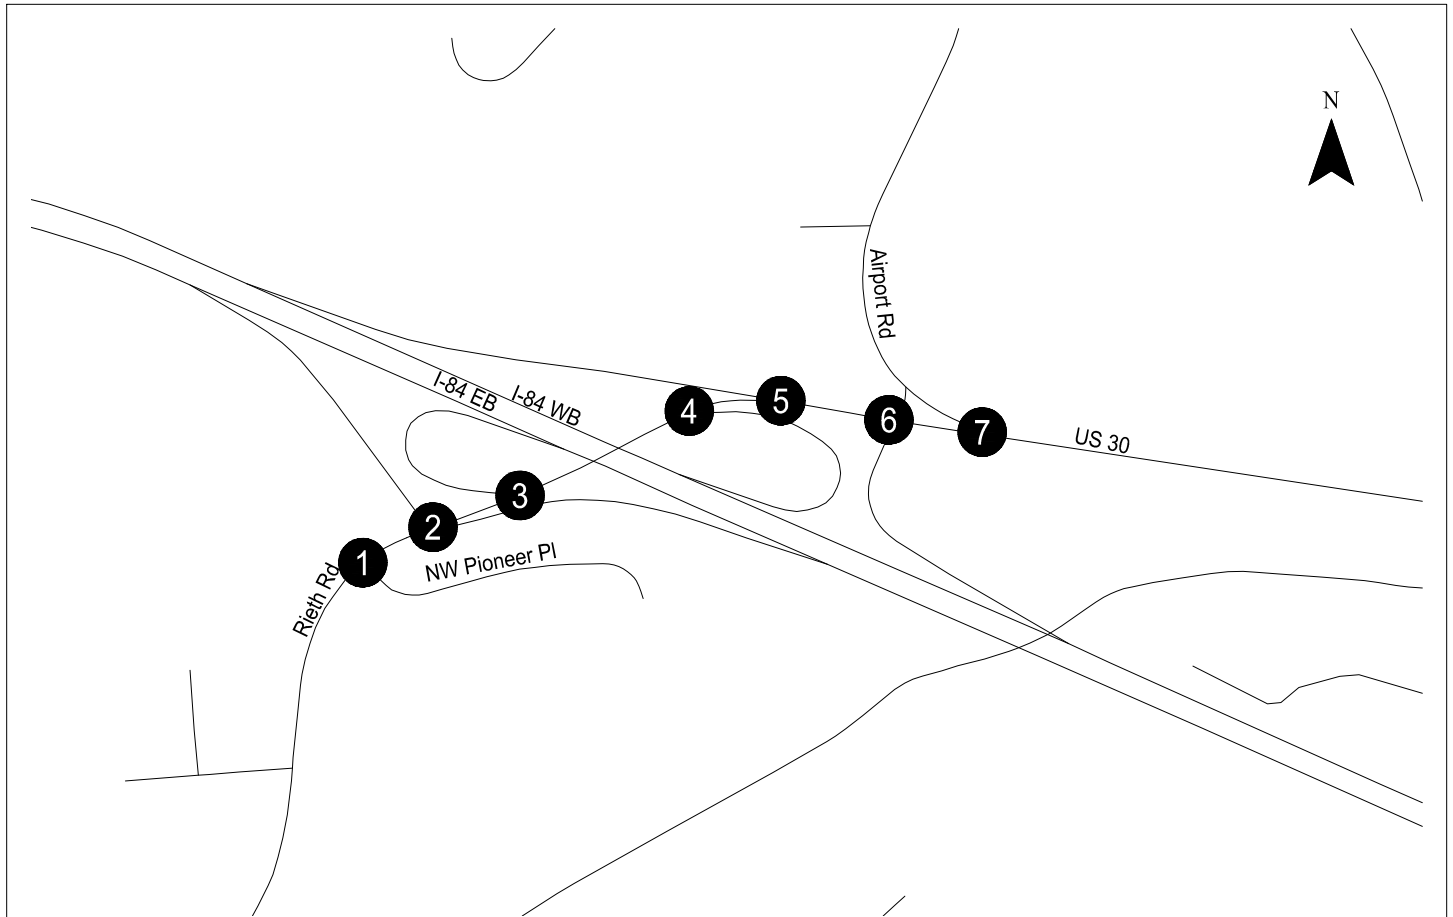 N
Airport Rd
I-84 EB
I-84 WB
4
5
6
7
US 30
3
2
1
NW Pioneer Pl
Rieth Rd